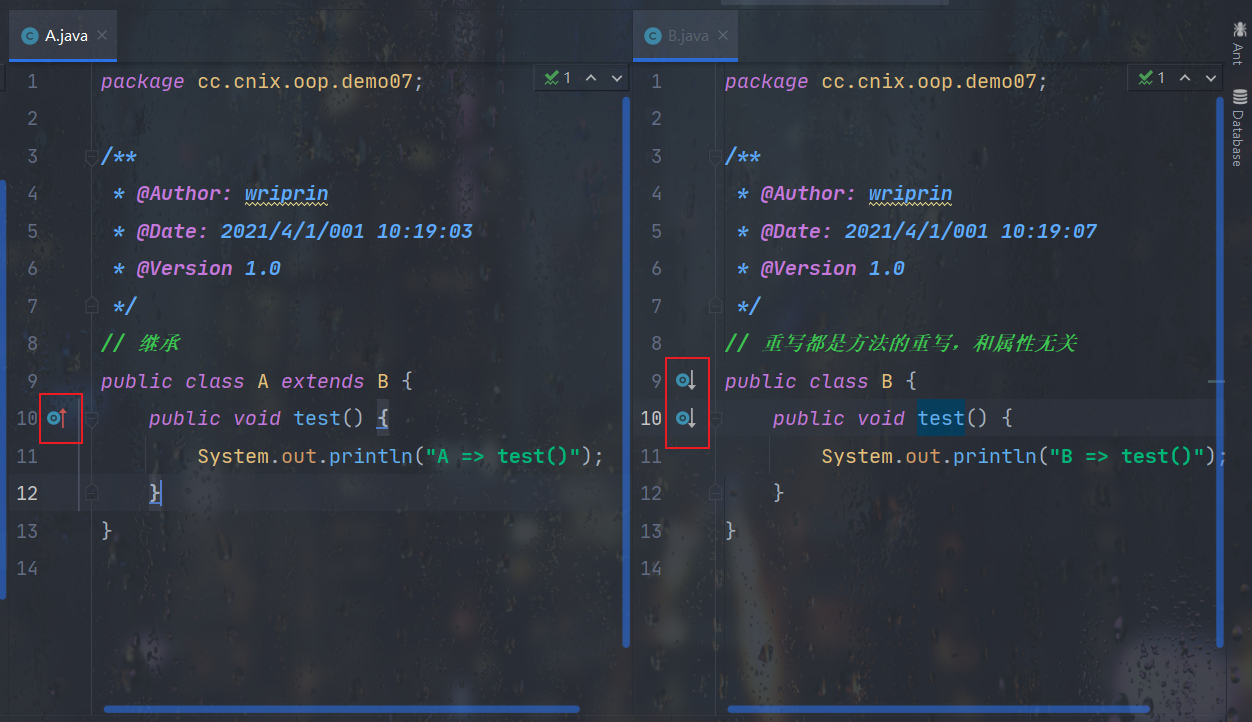 A.java
1 package cc.cnix.oop.demo07;
2
3 /**
4 * @Author: wriprin
5 * @Date: 2021/4/1/001 10:19:03
6 * @Version 1.0
7 */
8 // 继承
9 public class A extends B {
10 public void test() {
11 System.out.println("A => test()");
12 }
13 }
14
1
B.java
1 package cc.cnix.oop.demo07;
2
3 /**
4 * @Author: wriprin
5 * @Date: 2021/4/1/001 10:19:07
6 * @Version 1.0
7 */
8 // 重写都是方法的重写，和属性无关
9 public class B {
10 public void test() {
11 System.out.println("B => test()");
12 }
13 }
14
1
Ant
Database